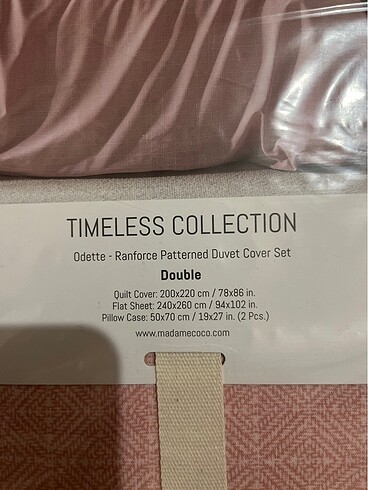 TIMELESS COLLECTION
Odette - Ranforce Patterned Duvet Cover Set
Double
Quilt Cover: 200x220 cm / 78x86 in.
Flat Sheet: 240x260 cm / 94x102 in.
Pillow Case: 50x70 cm / 19x27 in. (2 Pcs.)
www.madamecoco.com